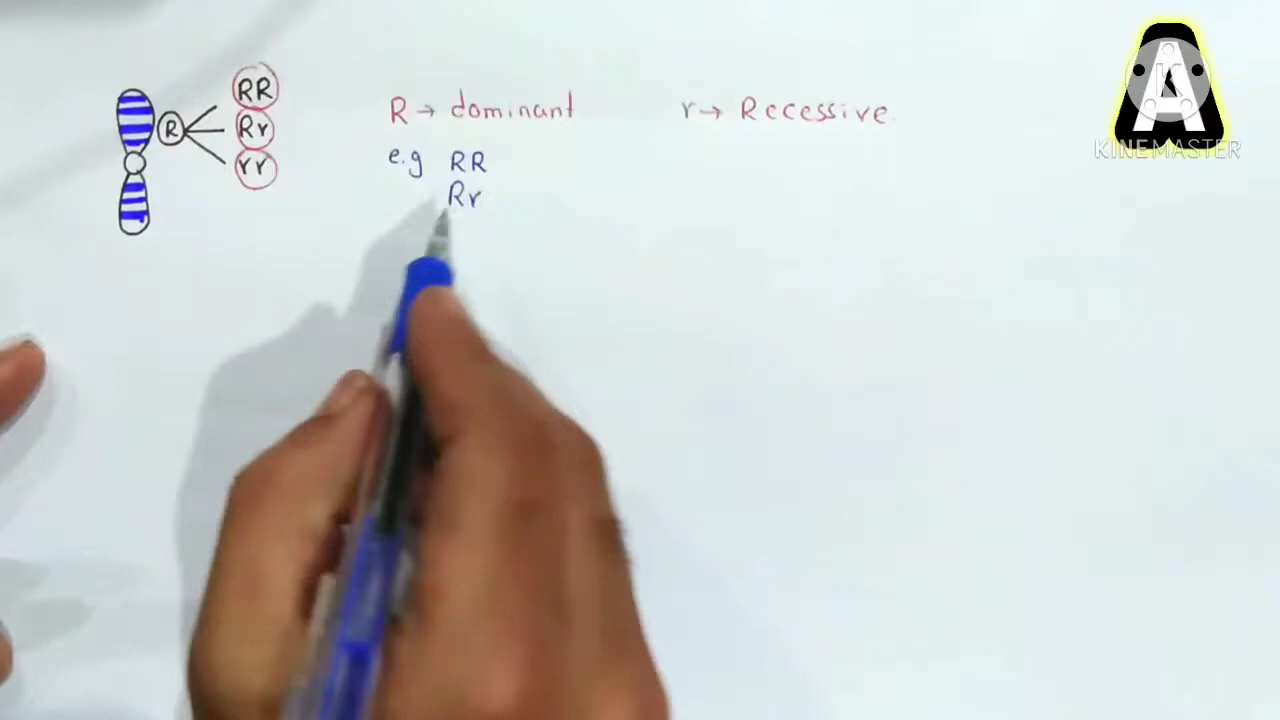 R
RR
Rr
rr
R → dominant
r → Recessive.
e.g RR
Rr
A
K
KINEMASTER